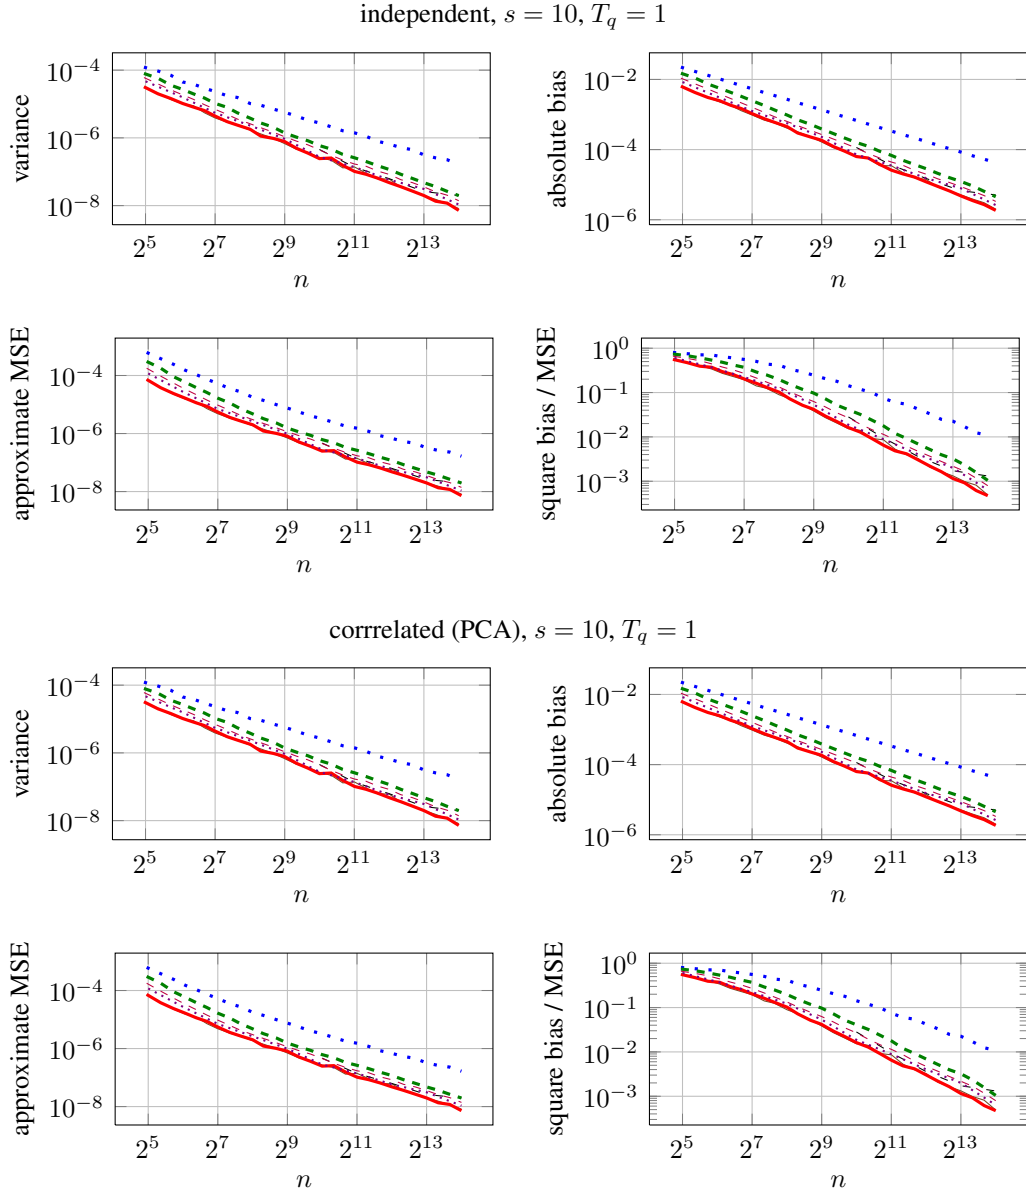 independent, s = 10, T_q = 1
variance
10^−4
10^−6
10^−8
2^5 2^7 2^9 2^11 2^13
n
absolute bias
10^−2
10^−4
10^−6
2^5 2^7 2^9 2^11 2^13
n
approximate MSE
10^−4
10^−6
10^−8
2^5 2^7 2^9 2^11 2^13
n
square bias / MSE
10^0
10^−1
10^−2
10^−3
2^5 2^7 2^9 2^11 2^13
n
corrrelated (PCA), s = 10, T_q = 1
variance
10^−4
10^−6
10^−8
2^5 2^7 2^9 2^11 2^13
n
absolute bias
10^−2
10^−4
10^−6
2^5 2^7 2^9 2^11 2^13
n
approximate MSE
10^−4
10^−6
10^−8
2^5 2^7 2^9 2^11 2^13
n
square bias / MSE
10^0
10^−1
10^−2
10^−3
2^5 2^7 2^9 2^11 2^13
n